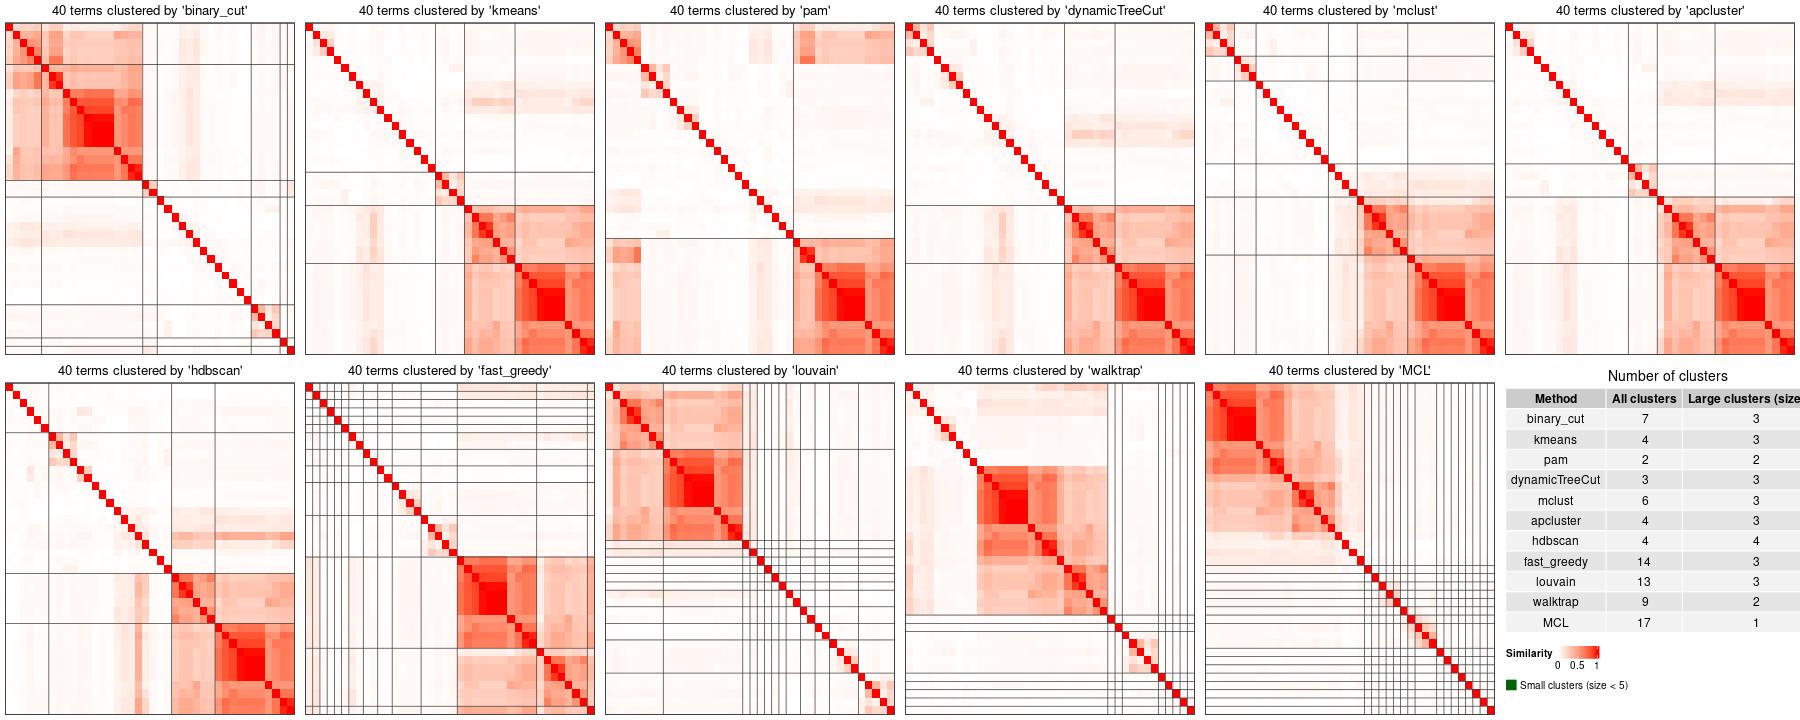 40 terms clustered by 'binary_cut'
40 terms clustered by 'kmeans'
40 terms clustered by 'pam'
40 terms clustered by 'dynamicTreeCut'
40 terms clustered by 'mclust'
40 terms clustered by 'apcluster'
40 terms clustered by 'hdbscan'
40 terms clustered by 'fast_greedy'
40 terms clustered by 'louvain'
40 terms clustered by 'walktrap'
40 terms clustered by 'MCL'
Number of clusters
Method All clusters Large clusters (size
binary_cut 7 3
kmeans 4 3
pam 2 2
dynamicTreeCut 3 3
mclust 6 3
apcluster 4 3
hdbscan 4 4
fast_greedy 14 3
louvain 13 3
walktrap 9 2
MCL 17 1
Similarity
0 0.5 1
Small clusters (size < 5)